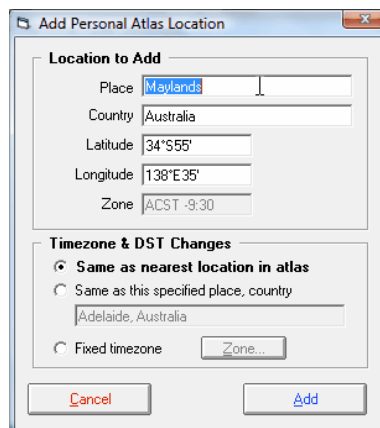 Add Personal Atlas Location
Location to Add
Place Maylands
Country Australia
Latitude 34°S55'
Longitude 138°E35'
Zone ACST -9:30
Timezone & DST Changes
Same as nearest location in atlas
Same as this specified place, country
Adelaide, Australia
Fixed timezone Zone...
Cancel Add